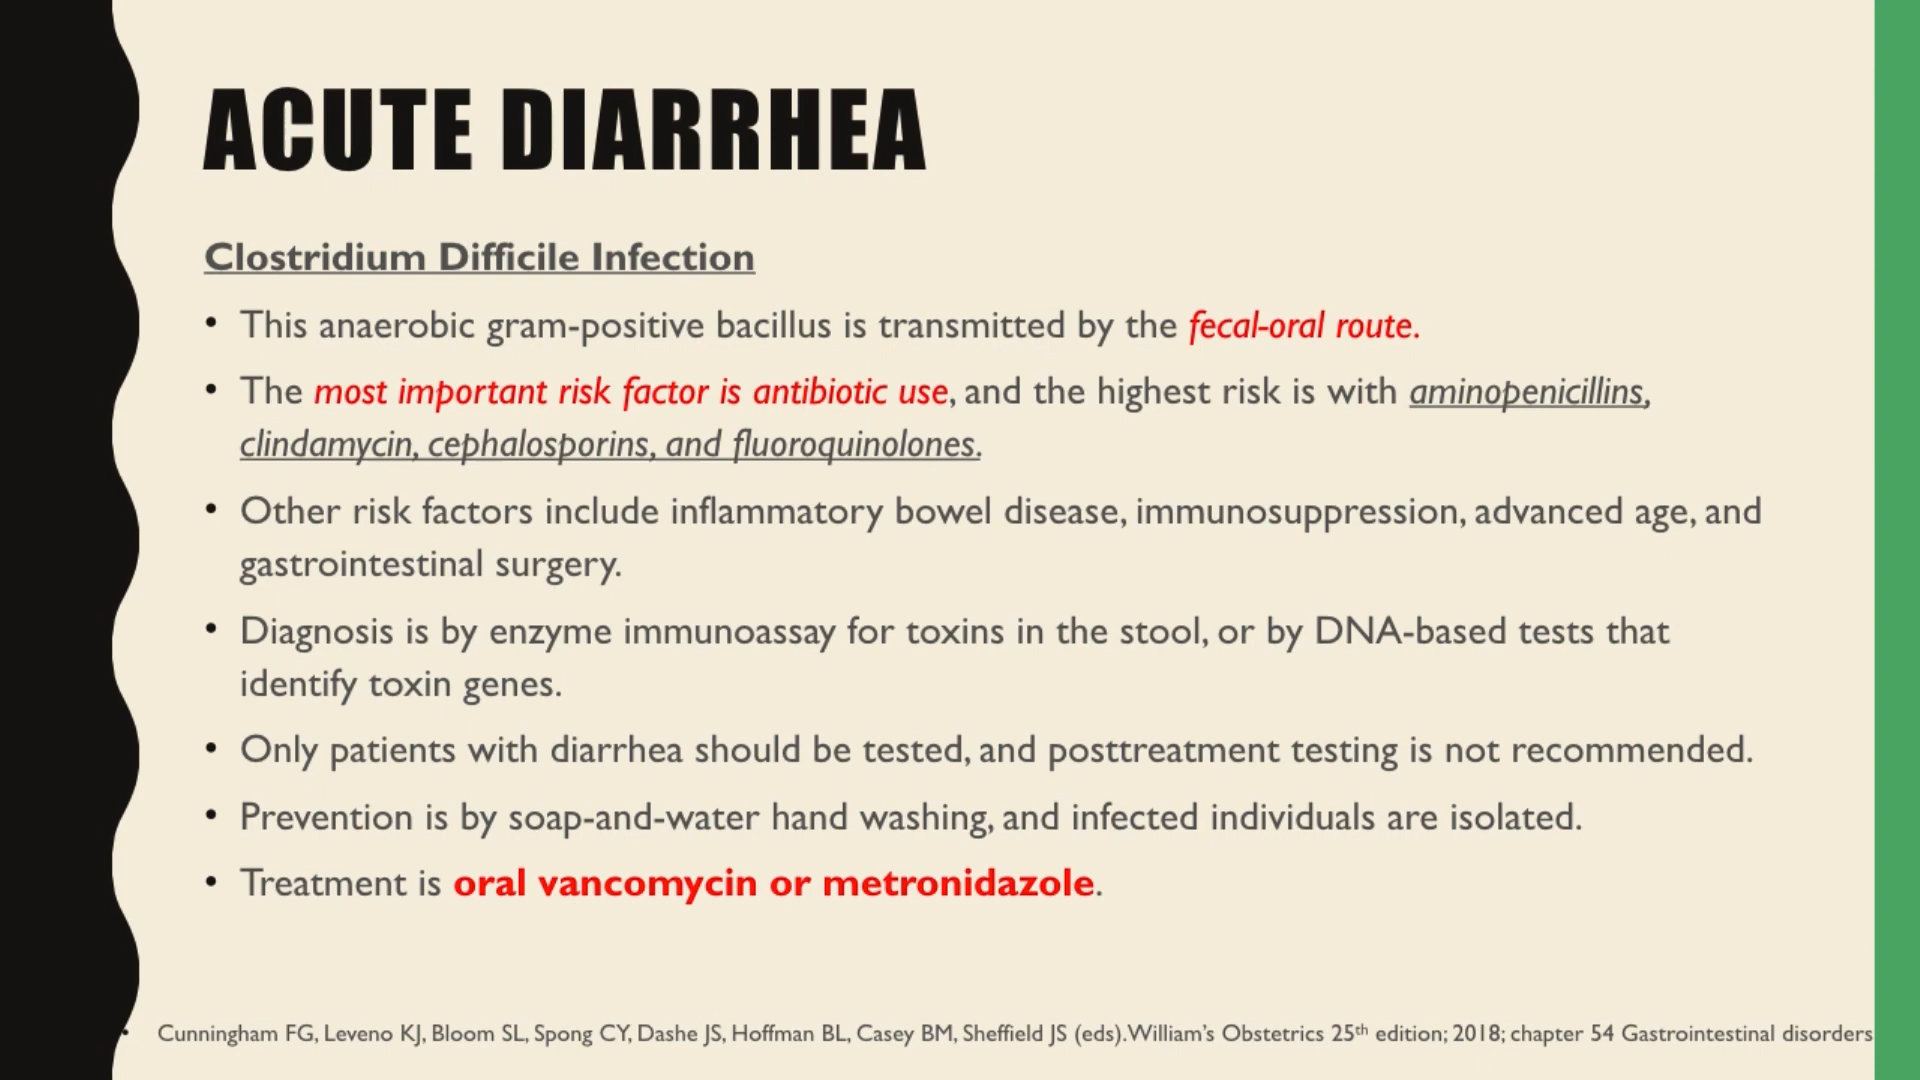 ACUTE DIARRHEA
Clostridium Difficile Infection
• This anaerobic gram-positive bacillus is transmitted by the fecal-oral route.
• The most important risk factor is antibiotic use, and the highest risk is with aminopenicillins,
clindamycin, cephalosporins, and fluoroquinolones.
• Other risk factors include inflammatory bowel disease, immunosuppression, advanced age, and
gastrointestinal surgery.
• Diagnosis is by enzyme immunoassay for toxins in the stool, or by DNA-based tests that
identify toxin genes.
• Only patients with diarrhea should be tested, and posttreatment testing is not recommended.
• Prevention is by soap-and-water hand washing, and infected individuals are isolated.
• Treatment is oral vancomycin or metronidazole.
• Cunningham FG, Leveno KJ, Bloom SL, Spong CY, Dashe JS, Hoffman BL, Casey BM, Sheffield JS (eds).William’s Obstetrics 25th edition; 2018; chapter 54 Gastrointestinal disorders